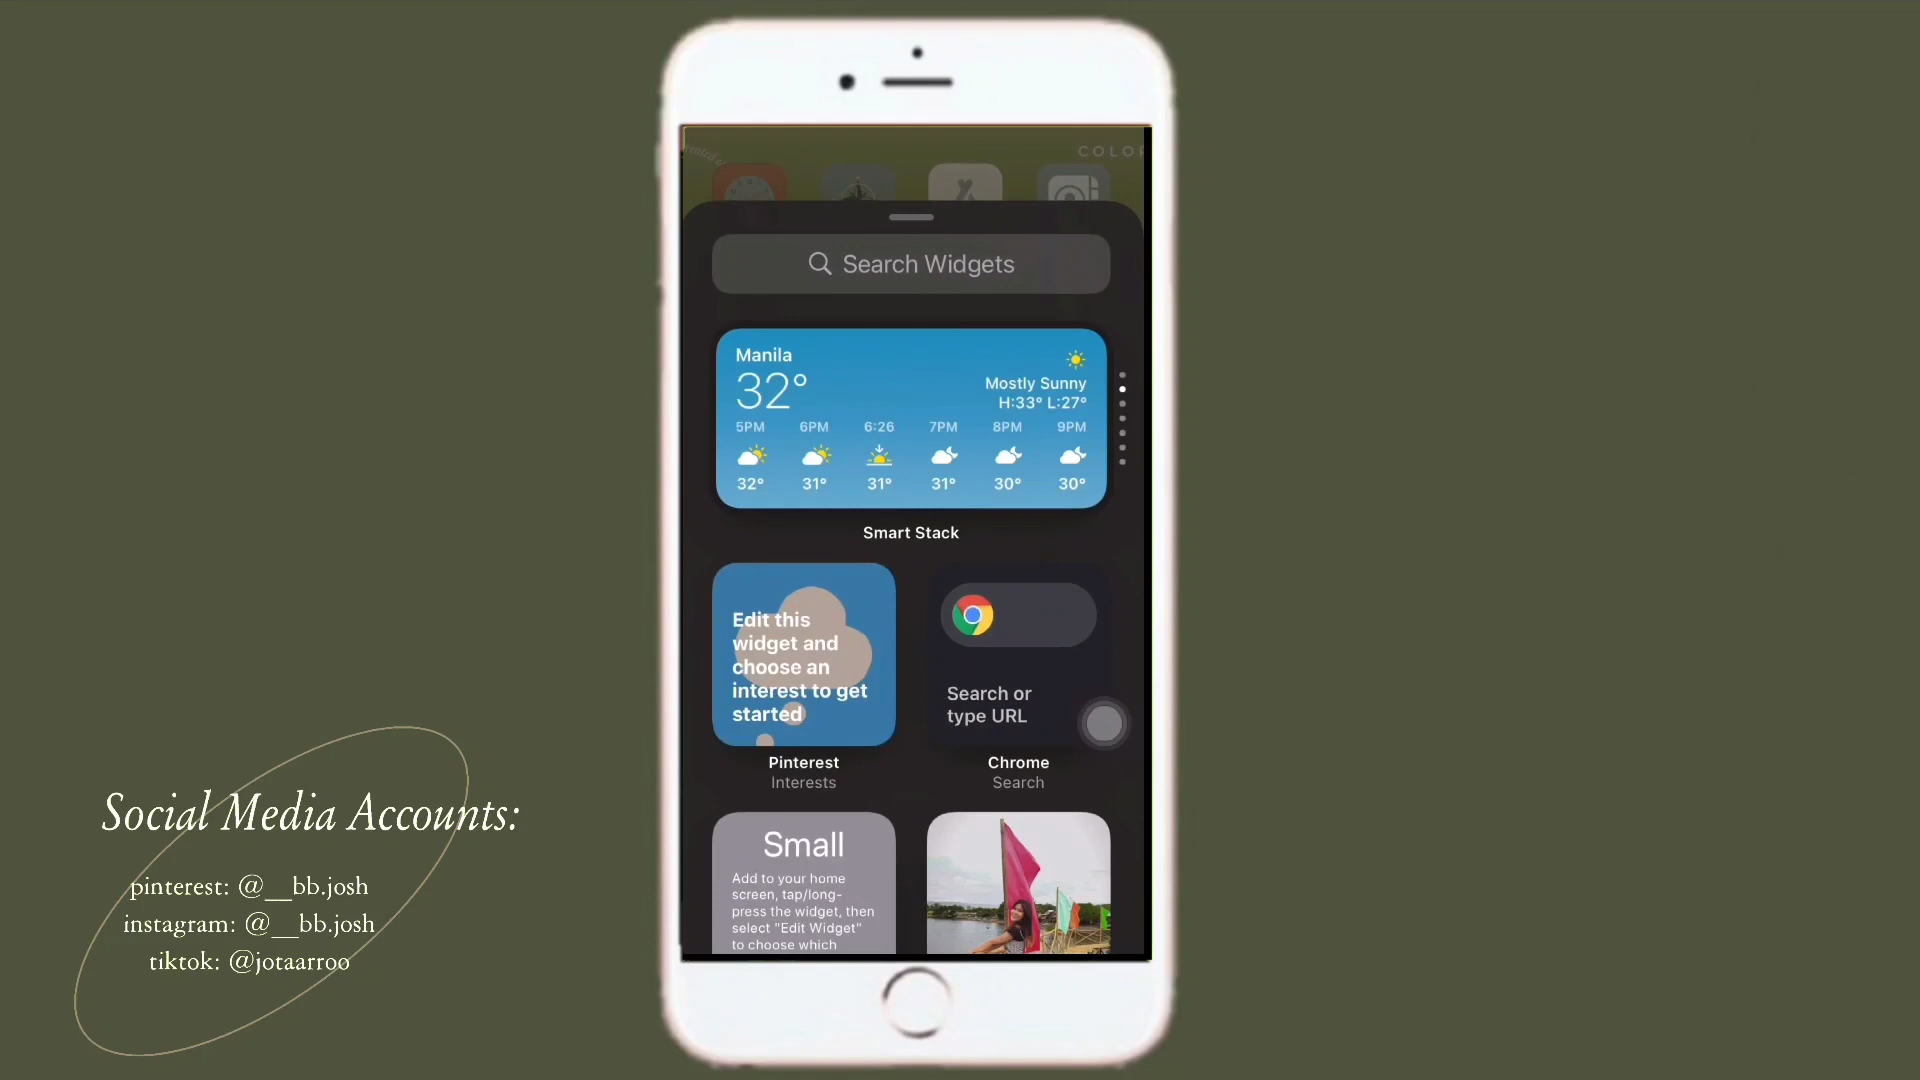 COLOR
Search Widgets
Manila
32°
Mostly Sunny
H:33° L:27°
5PM 6PM 6:26 7PM 8PM 9PM
32° 31° 31° 31° 30° 30°
Smart Stack
Edit this
widget and
choose an
interest to get
started
Pinterest
Interests
Search or
type URL
Chrome
Search
Small
Add to your home
screen, tap/long-
press the widget, then
select "Edit Widget"
to choose which
Social Media Accounts:
pinterest: @__bb.josh
instagram: @__bb.josh
tiktok: @jotaarroo